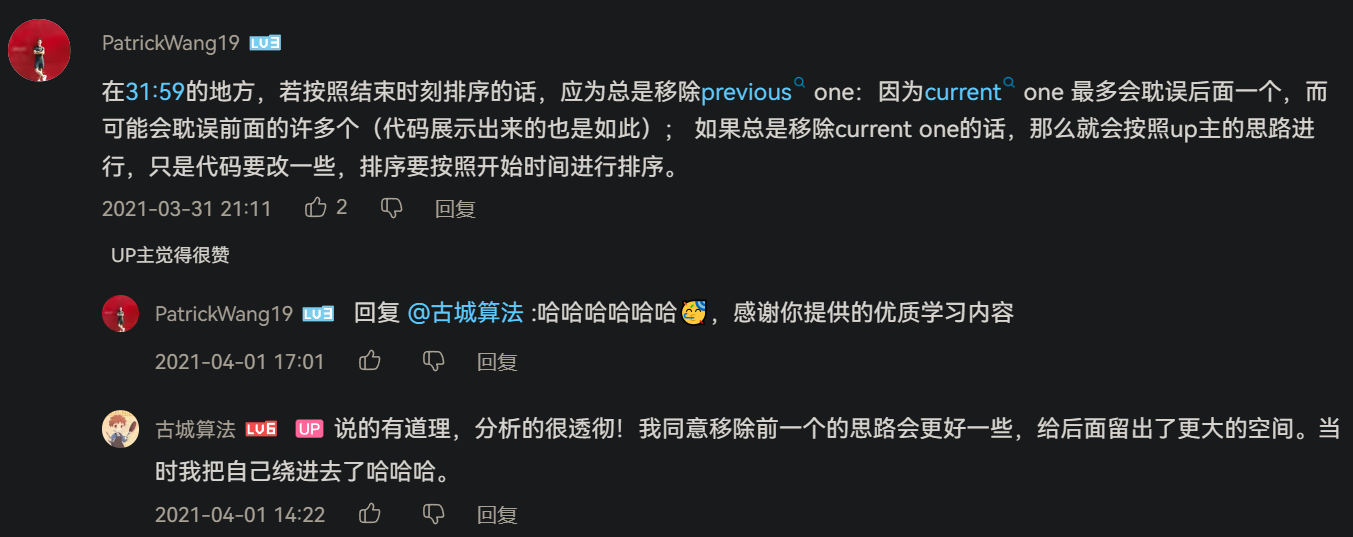 PatrickWang19 LV3
在31:59的地方，若按照结束时刻排序的话，应为总是移除previous one：因为current one 最多会耽误后面一个，而
可能会耽误前面的许多个（代码展示出来的也是如此）； 如果总是移除current one的话，那么就会按照up主的思路进
行，只是代码要改一些，排序要按照开始时间进行排序。
2021-03-31 21:11 2 回复
UP主觉得很赞
PatrickWang19 LV3 回复 @古城算法 :哈哈哈哈哈哈🥳，感谢你提供的优质学习内容
2021-04-01 17:01 回复
古城算法 LV6 UP 说的有道理，分析的很透彻！我同意移除前一个的思路会更好一些，给后面留出了更大的空间。当
时我把自己绕进去了哈哈哈。
2021-04-01 14:22 回复